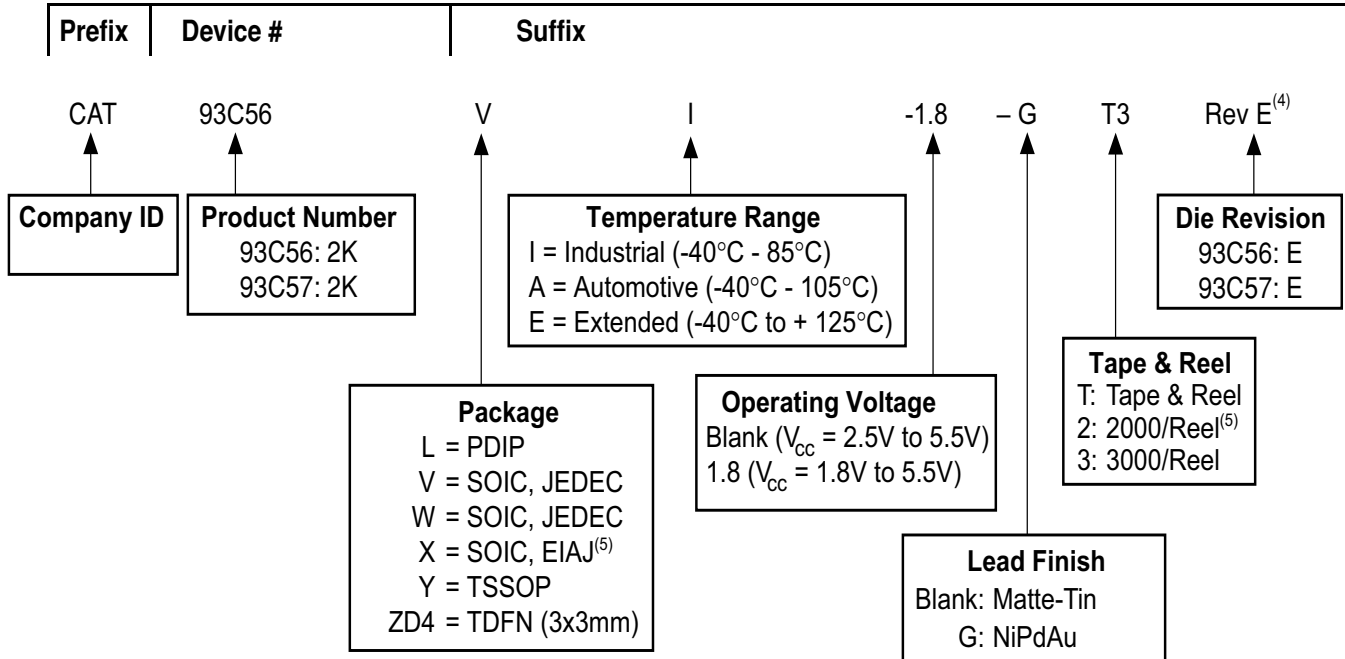 Prefix Device # Suffix
CAT 93C56 V I -1.8 – G T3 Rev E(4)
Company ID
Product Number
93C56: 2K
93C57: 2K
Temperature Range
I = Industrial (-40°C - 85°C)
A = Automotive (-40°C - 105°C)
E = Extended (-40°C to + 125°C)
Die Revision
93C56: E
93C57: E
Package
L = PDIP
V = SOIC, JEDEC
W = SOIC, JEDEC
X = SOIC, EIAJ(5)
Y = TSSOP
ZD4 = TDFN (3x3mm)
Operating Voltage
Blank (Vcc = 2.5V to 5.5V)
1.8 (Vcc = 1.8V to 5.5V)
Tape & Reel
T: Tape & Reel
2: 2000/Reel(5)
3: 3000/Reel
Lead Finish
Blank: Matte-Tin
G: NiPdAu